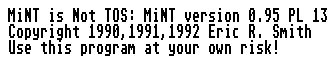 MiNT is Not TOS: MiNT version 0.95 PL 13
Copyright 1990,1991,1992 Eric R. Smith
Use this program at your own risk!